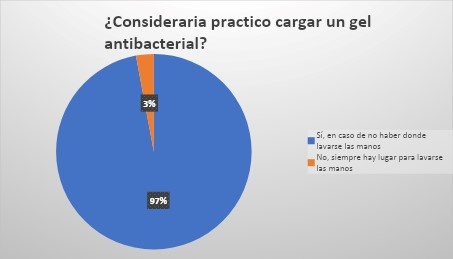 ¿Consideraria practico cargar un gel
antibacterial?
3%
97%
Sí, en caso de no haber donde
lavarse las manos
No, siempre hay lugar para lavarse
las manos